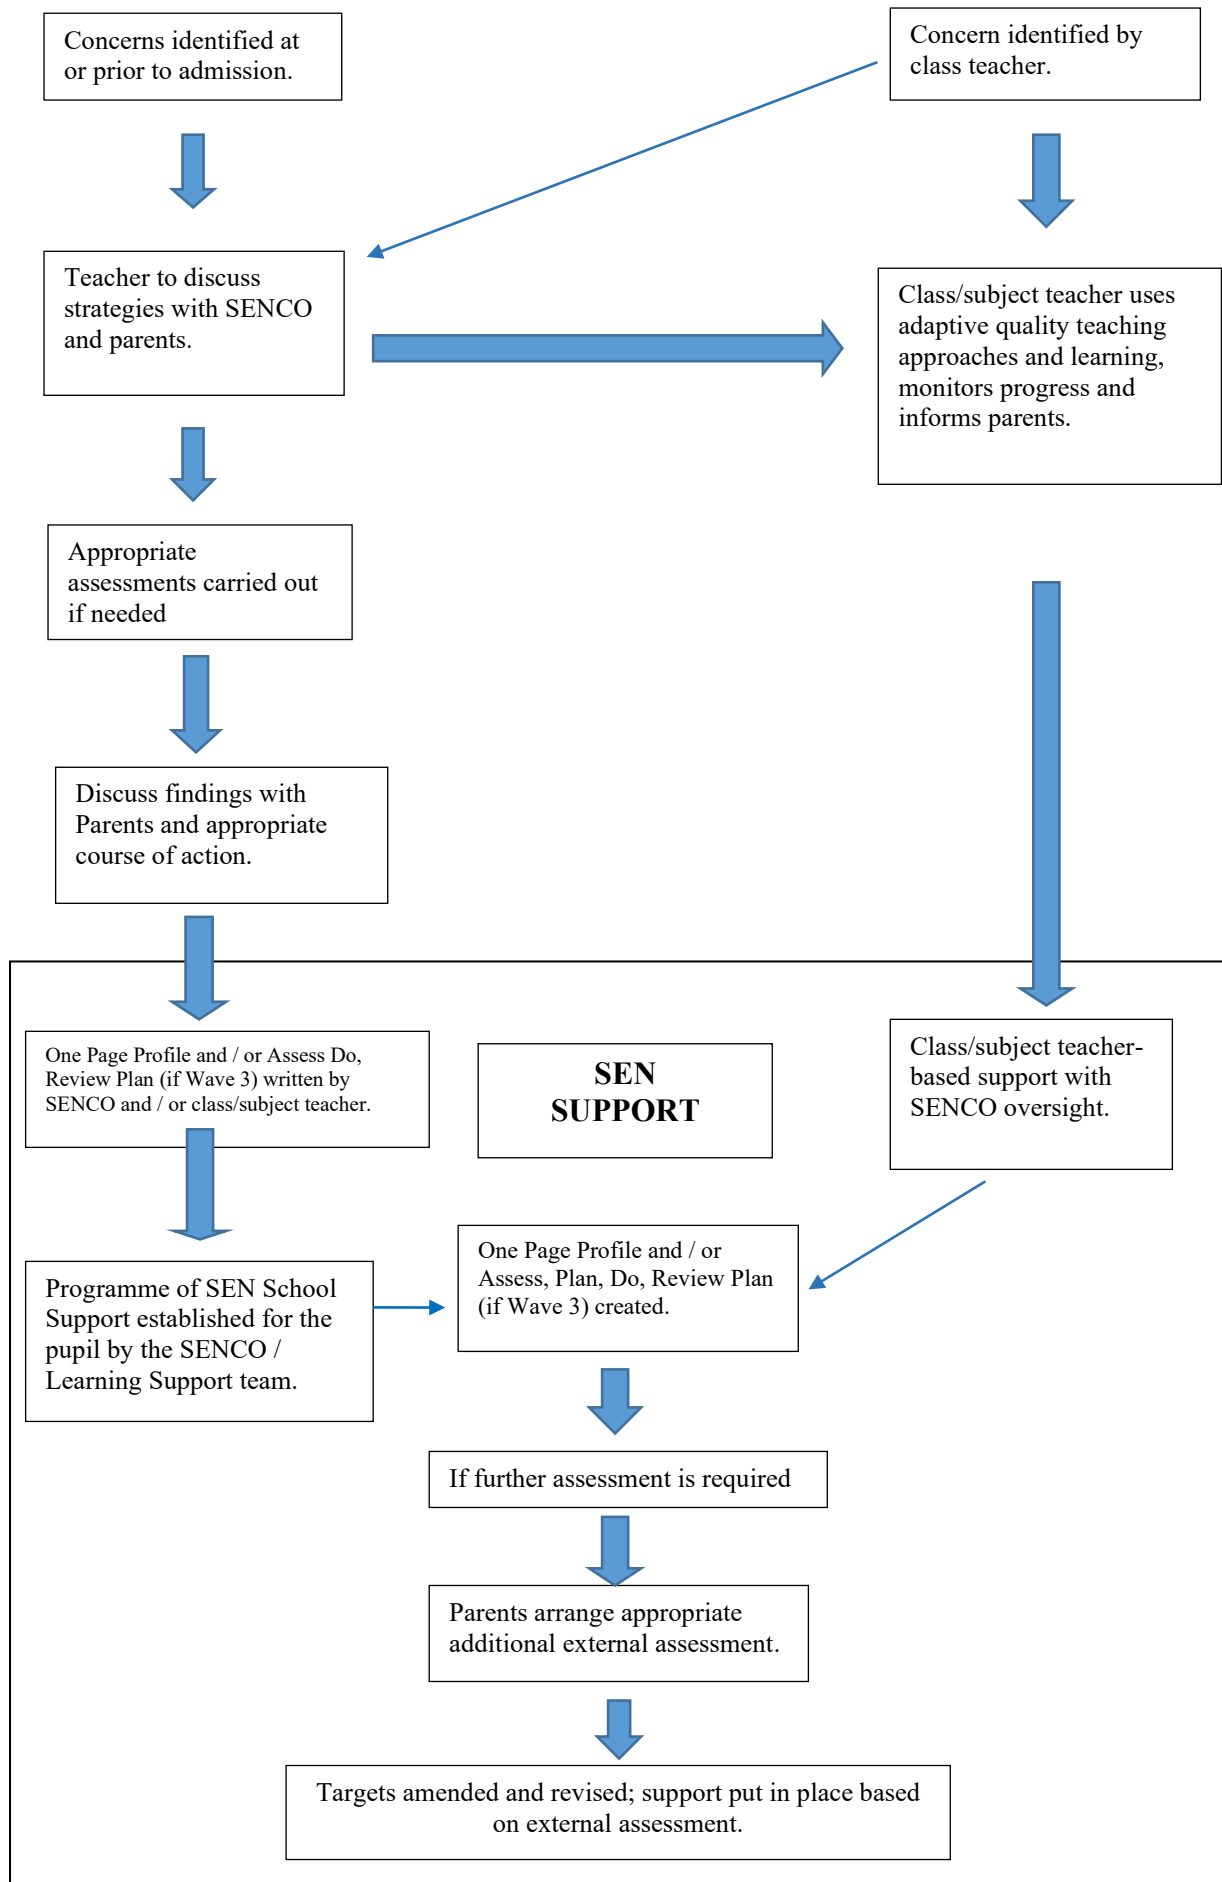 Concerns identified at
or prior to admission.
Concern identified by
class teacher.
Teacher to discuss
strategies with SENCO
and parents.
Class/subject teacher uses
adaptive quality teaching
approaches and learning,
monitors progress and
informs parents.
Appropriate
assessments carried out
if needed
Discuss findings with
Parents and appropriate
course of action.
One Page Profile and / or Assess Do,
Review Plan (if Wave 3) written by
SENCO and / or class/subject teacher.
SEN
SUPPORT
Class/subject teacher-
based support with
SENCO oversight.
Programme of SEN School
Support established for the
pupil by the SENCO /
Learning Support team.
One Page Profile and / or
Assess, Plan, Do, Review Plan
(if Wave 3) created.
If further assessment is required
Parents arrange appropriate
additional external assessment.
Targets amended and revised; support put in place based
on external assessment.